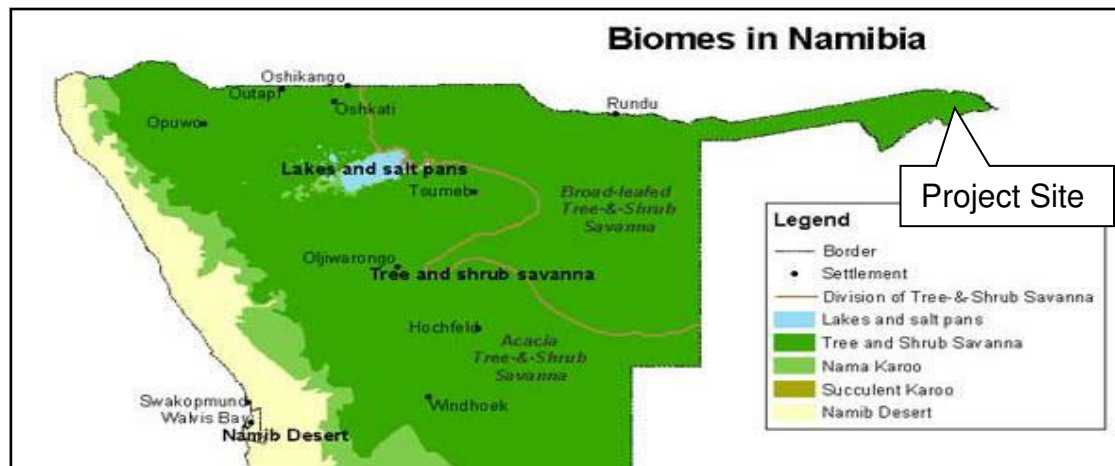 Biomes in Namibia
Oshikango
Outapi
Oshkati
Rundu
Opuwo
Lakes and salt pans
Tsumeb
Broad-leafed
Tree-&-Shrub
Savanna
Project Site
Oljiwarongo
Tree and shrub savanna
Hochfeld
Acacia
Tree-&-Shrub
Savanna
Windhoek
Swakopmund
Walvis Bay
Namib Desert
Legend
Border
Settlement
Division of Tree-& Shrub Savanna
Lakes and salt pans
Tree and Shrub Savanna
Nama Karoo
Succulent Karoo
Namib Desert